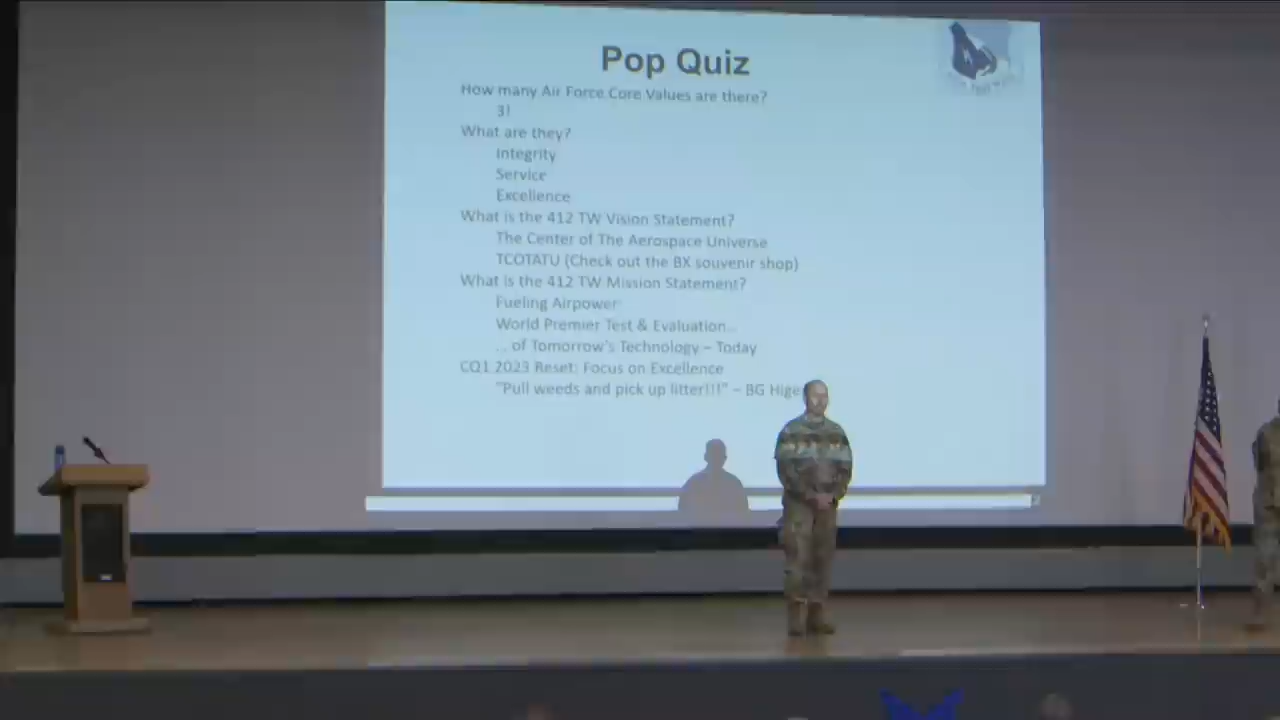 Pop Quiz
How many Air Force Core Values are there?
3!
What are they?
Integrity
Service
Excellence
What is the 412 TW Vision Statement?
The Center of The Aerospace Universe
TCOTATU (Check out the BX souvenir shop)
What is the 412 TW Mission Statement?
Fueling Airpower
World Premier Test & Evaluation…
… of Tomorrow's Technology – Today
CQ1 2023 Reset: Focus on Excellence
"Pull weeds and pick up litter!!!" – BG Hige